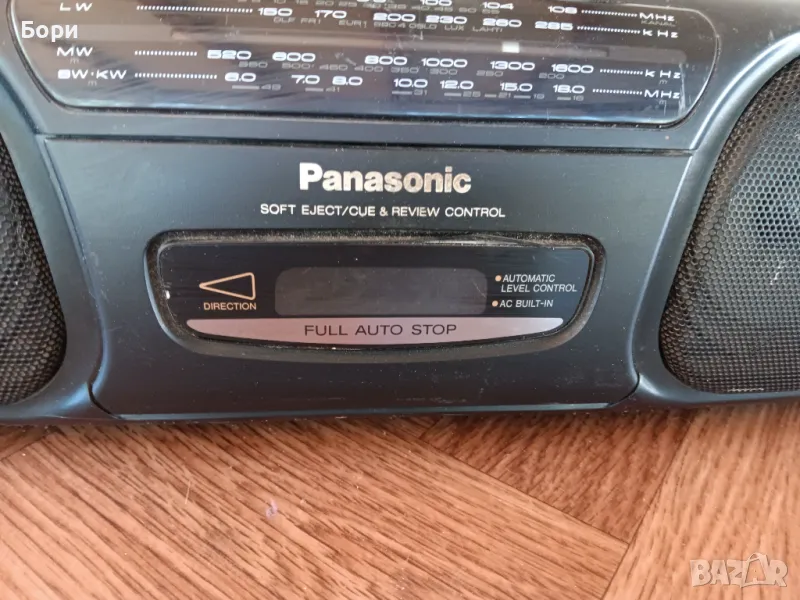 Бори
LW 150 170 200 230 260 285 kHz
MW 520 600 800 1000 1300 1600 kHz
SW·KW 6.0 7.0 8.0 10.0 12.0 15.0 18.0 MHz
Panasonic
SOFT EJECT/CUE & REVIEW CONTROL
DIRECTION
AUTOMATIC
LEVEL CONTROL
AC BUILT-IN
FULL AUTO STOP
BAZAR